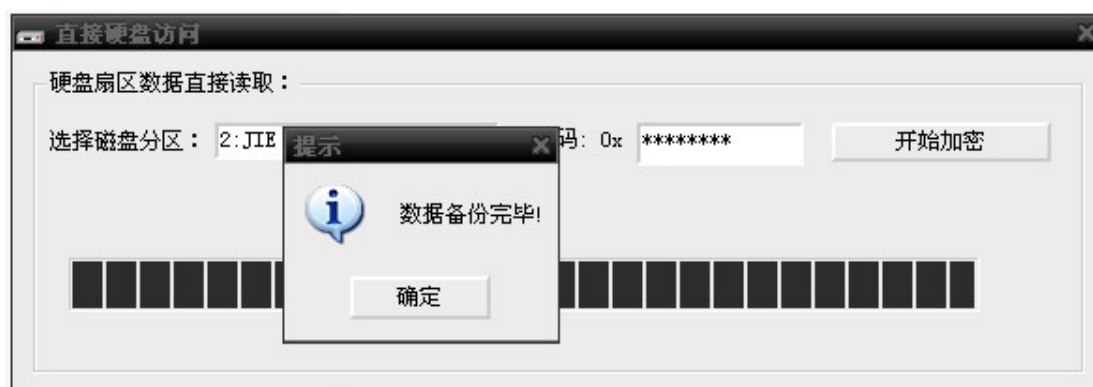 直接硬盘访问
硬盘扇区数据直接读取：
选择磁盘分区： 2:JIE 码: 0x ******** 开始加密
提示
数据备份完毕!
确定